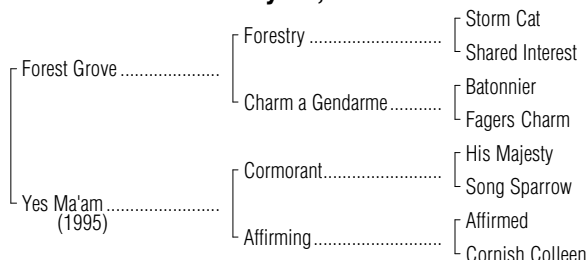 Storm Cat
Forestry
Shared Interest
Forest Grove
Batonnier
Charm a Gendarme
Fagers Charm
His Majesty
Cormorant
Song Sparrow
Yes Ma'am
(1995)
Affirmed
Affirming
Cornish Colleen